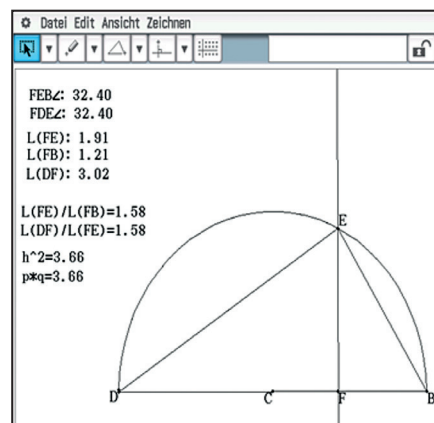 Datei Edit Ansicht Zeichnen
FEB∠: 32.40
FDE∠: 32.40
L(FE): 1.91
L(FB): 1.21
L(DF): 3.02
L(FE)/L(FB)=1.58
L(DF)/L(FE)=1.58
h^2=3.66
p*q=3.66
E
D C F B